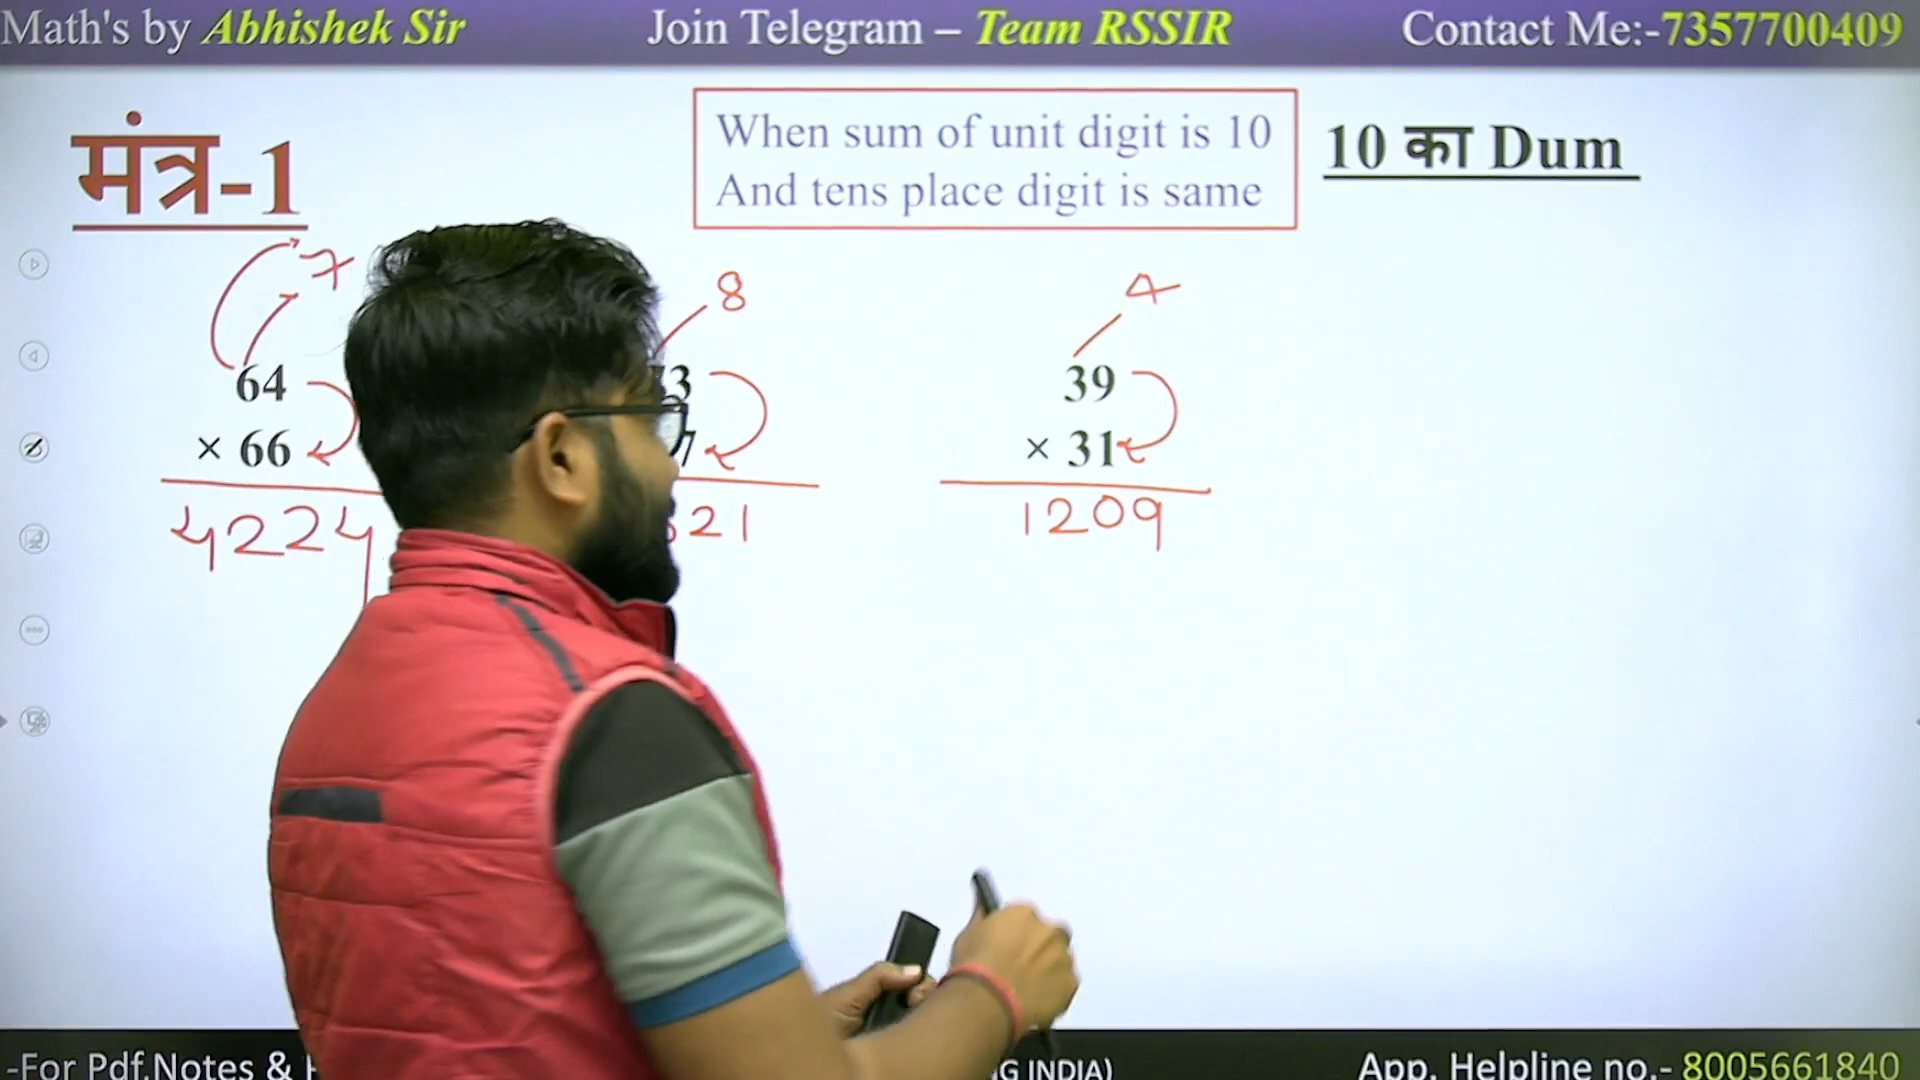 Math's by Abhishek Sir
Join Telegram – Team RSSIR
Contact Me:-7357700409
मंत्र-1
When sum of unit digit is 10
And tens place digit is same
10 का Dum
7
8
4
64
× 66
4224
3
7
21
39
× 31
1209
-For Pdf,Notes &
G INDIA)
App. Helpline no.- 8005661840